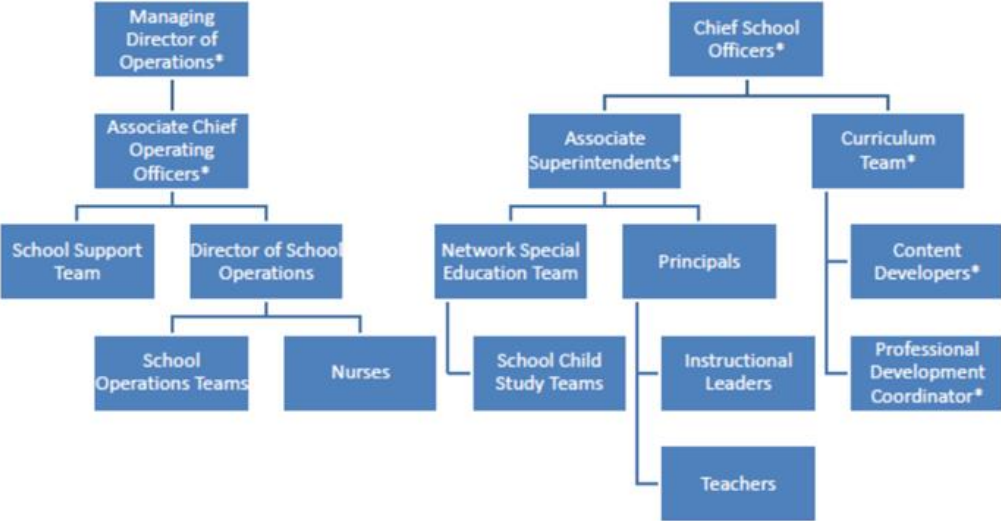 Managing
Director of
Operations*
Chief School
Officers*
Associate Chief
Operating
Officers*
Associate
Superintendents*
Curriculum
Team*
School Support
Team
Director of School
Operations
Network Special
Education Team
Principals
Content
Developers*
School
Operations Teams
Nurses
School Child
Study Teams
Instructional
Leaders
Professional
Development
Coordinator*
Teachers